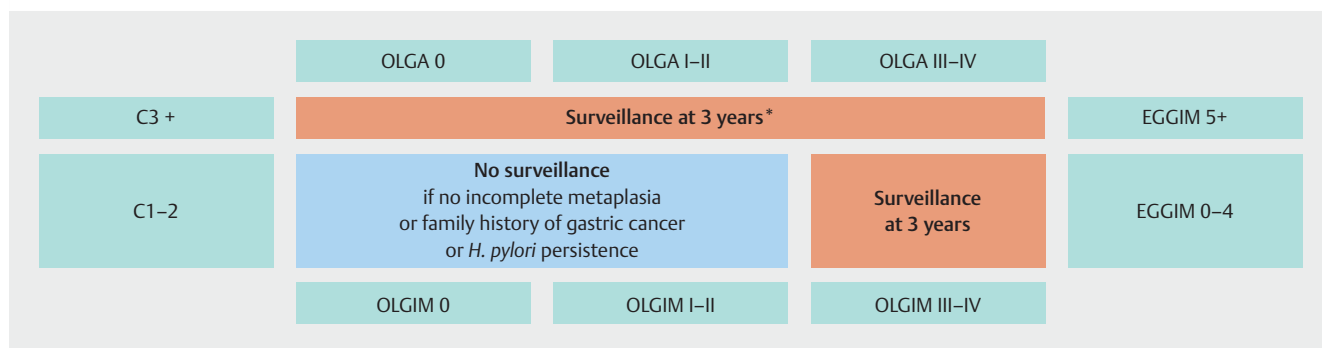 OLGA 0
OLGA I–II
OLGA III–IV
C3 +
Surveillance at 3 years*
EGGIM 5+
C1–2
No surveillance
if no incomplete metaplasia
or family history of gastric cancer
or H. pylori persistence
Surveillance
at 3 years
EGGIM 0–4
OLGIM 0
OLGIM I–II
OLGIM III–IV